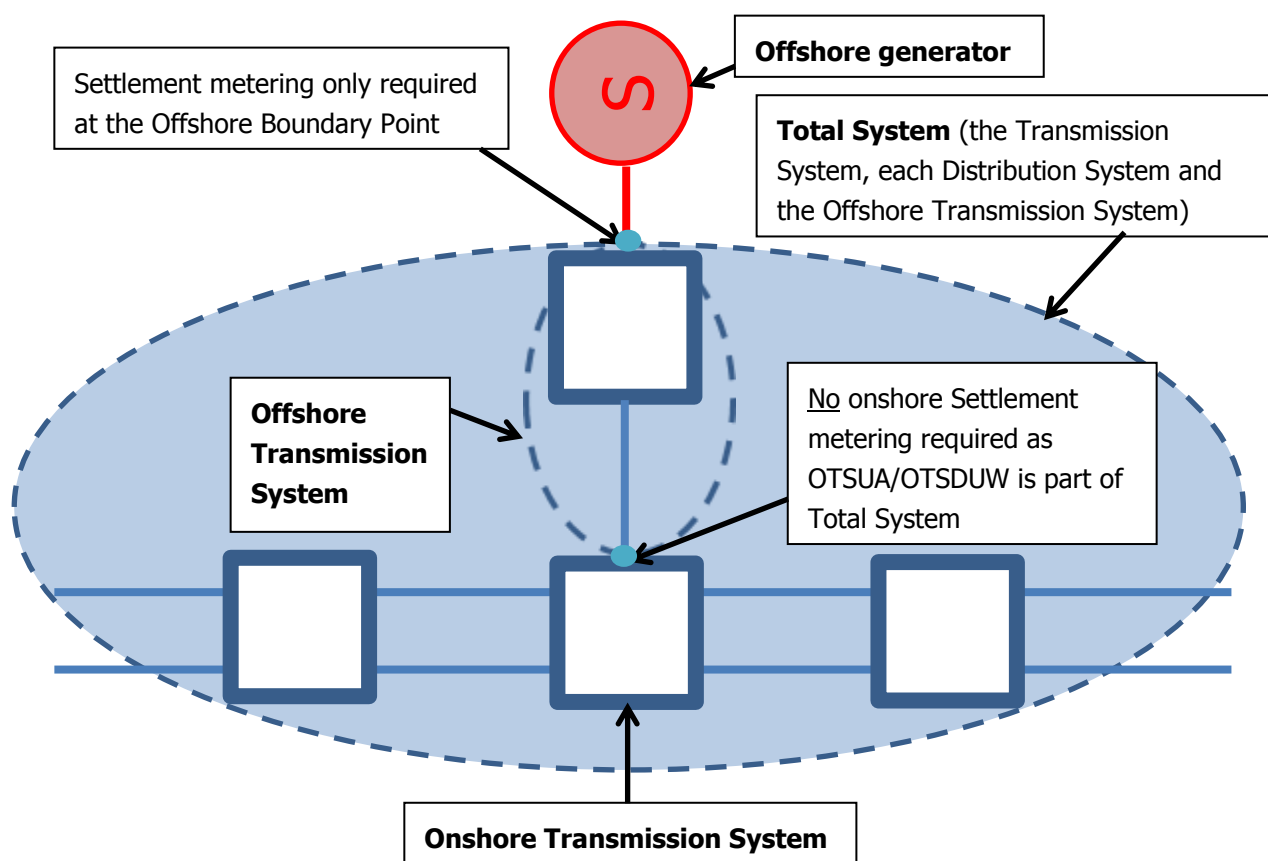 Offshore generator
Settlement metering only required
at the Offshore Boundary Point
S
Total System (the Transmission
System, each Distribution System and
the Offshore Transmission System)
Offshore
Transmission
System
No onshore Settlement
metering required as
OTSUA/OTSDUW is part of
Total System
Onshore Transmission System